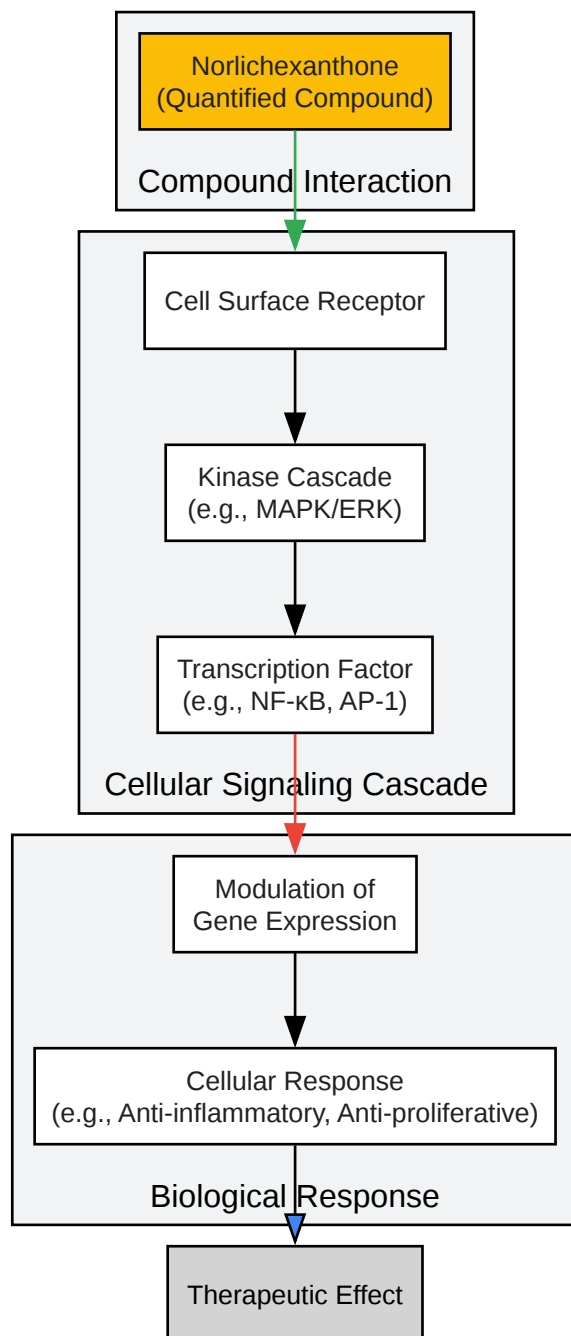 Norlichexanthone
(Quantified Compound)
Compound Interaction
Cell Surface Receptor
Kinase Cascade
(e.g., MAPK/ERK)
Transcription Factor
(e.g., NF-κB, AP-1)
Cellular Signaling Cascade
Modulation of
Gene Expression
Cellular Response
(e.g., Anti-inflammatory, Anti-proliferative)
Biological Response
Therapeutic Effect